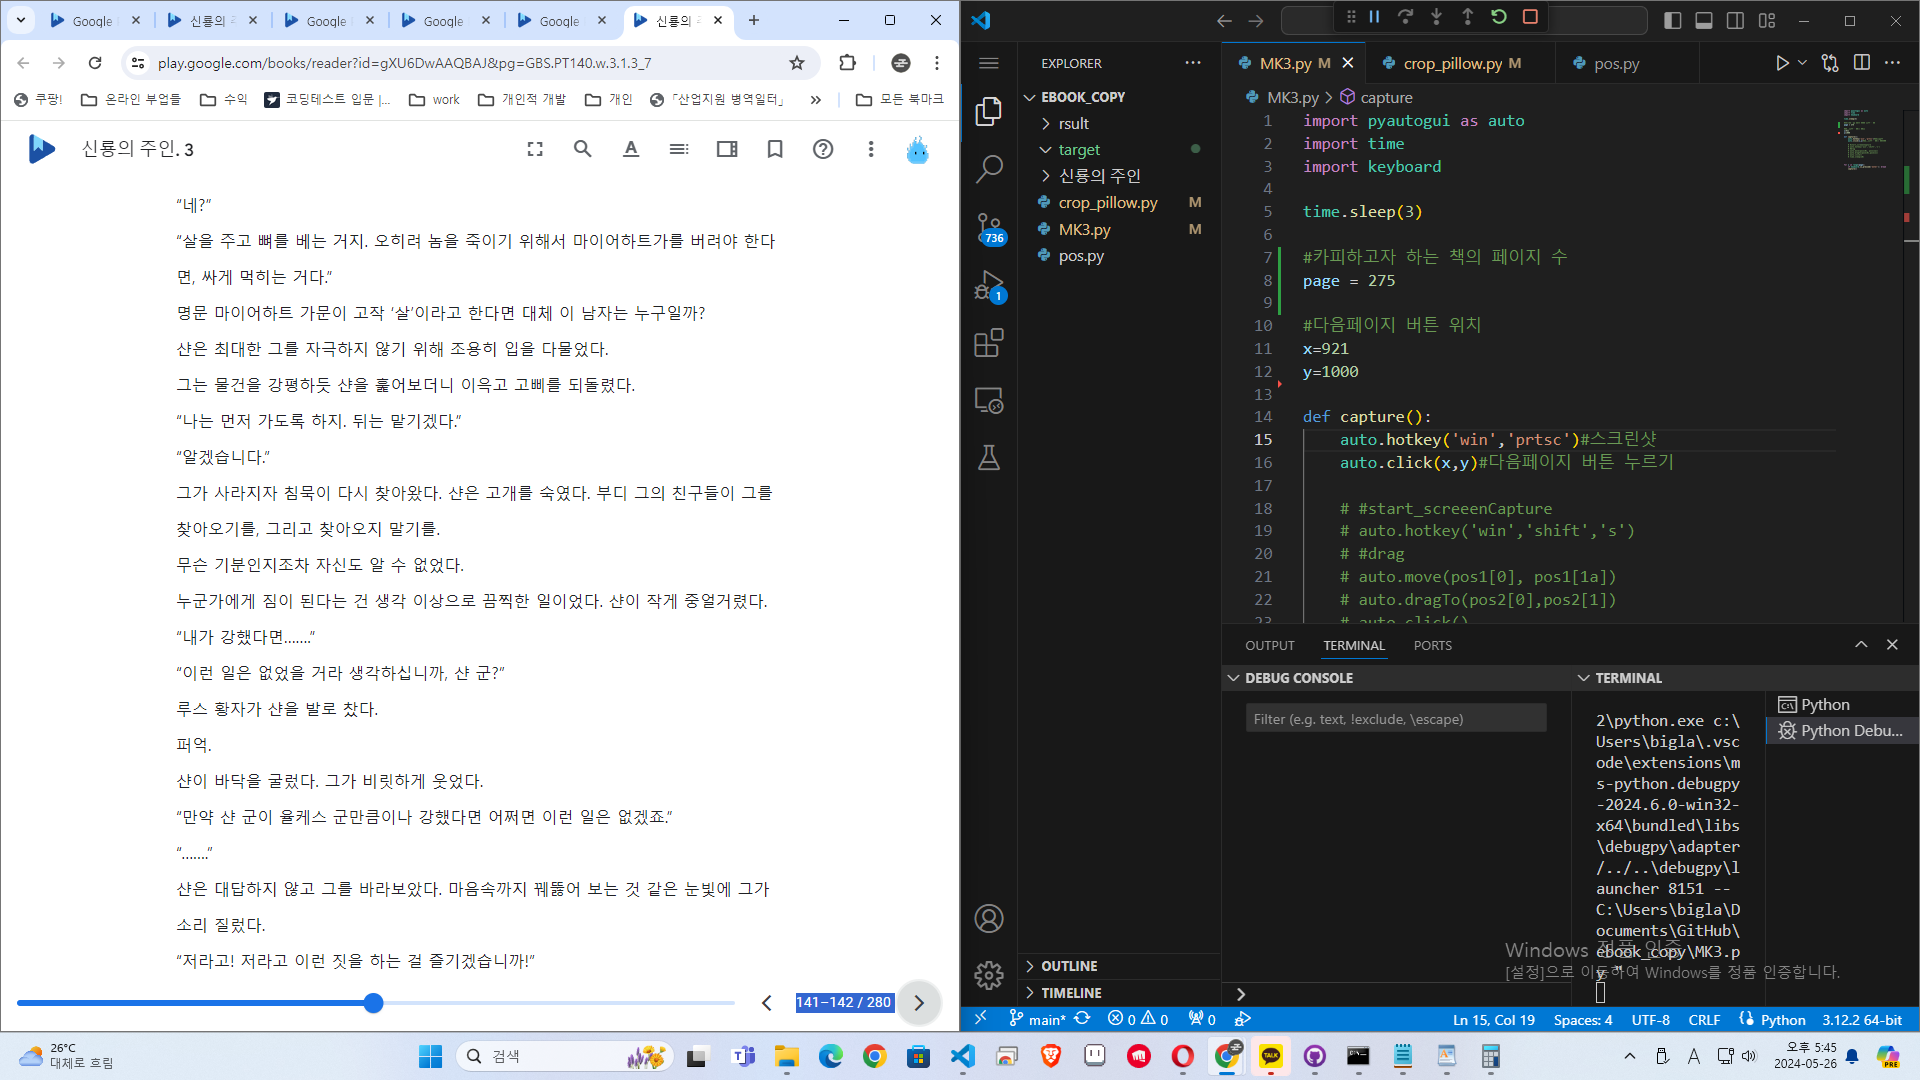 Google
신룡의 주
Google
Google
Google
신룡의 주
play.google.com/books/reader?id=gXU6DwAAQBAJ&pg=GBS.PT140.w.3.1.3_7
쿠팡!
온라인 부업들
수익
코딩테스트 입문 |...
work
개인적 개발
개인
「산업지원 병역일터」
»
모든 북마크
신룡의 주인. 3
“네?”
“살을 주고 뼈를 베는 거지. 오히려 놈을 죽이기 위해서 마이어하트가를 버려야 한다
면, 싸게 먹히는 거다.”
명문 마이어하트 가문이 고작 ‘살’이라고 한다면 대체 이 남자는 누구일까?
샨은 최대한 그를 자극하지 않기 위해 조용히 입을 다물었다.
그는 물건을 강평하듯 샨을 훑어보더니 이윽고 고삐를 되돌렸다.
“나는 먼저 가도록 하지. 뒤는 맡기겠다.”
“알겠습니다.”
그가 사라지자 침묵이 다시 찾아왔다. 샨은 고개를 숙였다. 부디 그의 친구들이 그를
찾아오기를, 그리고 찾아오지 말기를.
무슨 기분인지조차 자신도 알 수 없었다.
누군가에게 짐이 된다는 건 생각 이상으로 끔찍한 일이었다. 샨이 작게 중얼거렸다.
“내가 강했다면…….”
“이런 일은 없었을 거라 생각하십니까, 샨 군?”
루스 황자가 샨을 발로 찼다.
퍼억.
샨이 바닥을 굴렀다. 그가 비릿하게 웃었다.
“만약 샨 군이 율케스 군만큼이나 강했다면 어쩌면 이런 일은 없겠죠.”
“…….”
샨은 대답하지 않고 그를 바라보았다. 마음속까지 꿰뚫어 보는 것 같은 눈빛에 그가
소리 질렀다.
“저라고! 저라고 이런 짓을 하는 걸 즐기겠습니까!”
141–142 / 280
EXPLORER
EBOOK_COPY
rsult
target
신룡의 주인
crop_pillow.py M
MK3.py M
pos.py
736
1
OUTLINE
TIMELINE
MK3.py M
crop_pillow.py M
pos.py
MK3.py > capture
1 import pyautogui as auto
2 import time
3 import keyboard
4
5 time.sleep(3)
6
7 #카피하고자 하는 책의 페이지 수
8 page = 275
9
10 #다음페이지 버튼 위치
11 x=921
12 y=1000
13
14 def capture():
15 auto.hotkey('win','prtsc')#스크린샷
16 auto.click(x,y)#다음페이지 버튼 누르기
17
18 # #start_screeenCapture
19 # auto.hotkey('win','shift','s')
20 # #drag
21 # auto.move(pos1[0], pos1[1a])
22 # auto.dragTo(pos2[0],pos2[1])
23 # auto.click()
OUTPUT
TERMINAL
PORTS
DEBUG CONSOLE
Filter (e.g. text, !exclude, \escape)
TERMINAL
2\python.exe c:\
Users\bigla\.vsc
ode\extensions\m
s-python.debugpy
-2024.6.0-win32-
x64\bundled\libs
\debugpy\adapter
/../..\debugpy\l
auncher 8151 --
C:\Users\bigla\D
ocuments\GitHub\
ebook_copy\MK3.p
y "
Python
Python Debu...
Windows 정품 인증
[설정]으로 이동하여 Windows를 정품 인증합니다.
main*
0
0
0
Ln 15, Col 19
Spaces: 4
UTF-8
CRLF
Python
3.12.2 64-bit
26°C
대체로 흐림
검색
TALK
A
오후 5:45
2024-05-26
PRE